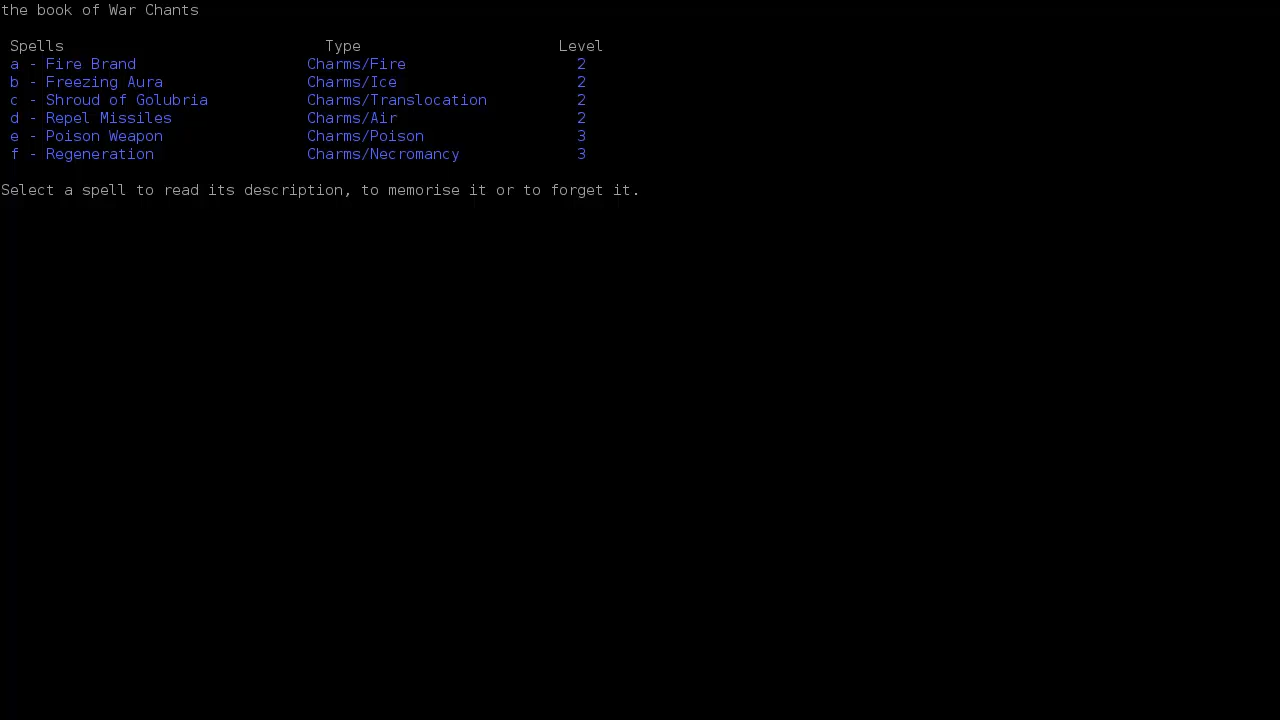 the book of War Chants
Spells Type Level
a - Fire Brand Charms/Fire 2
b - Freezing Aura Charms/Ice 2
c - Shroud of Golubria Charms/Translocation 2
d - Repel Missiles Charms/Air 2
e - Poison Weapon Charms/Poison 3
f - Regeneration Charms/Necromancy 3
Select a spell to read its description, to memorise it or to forget it.